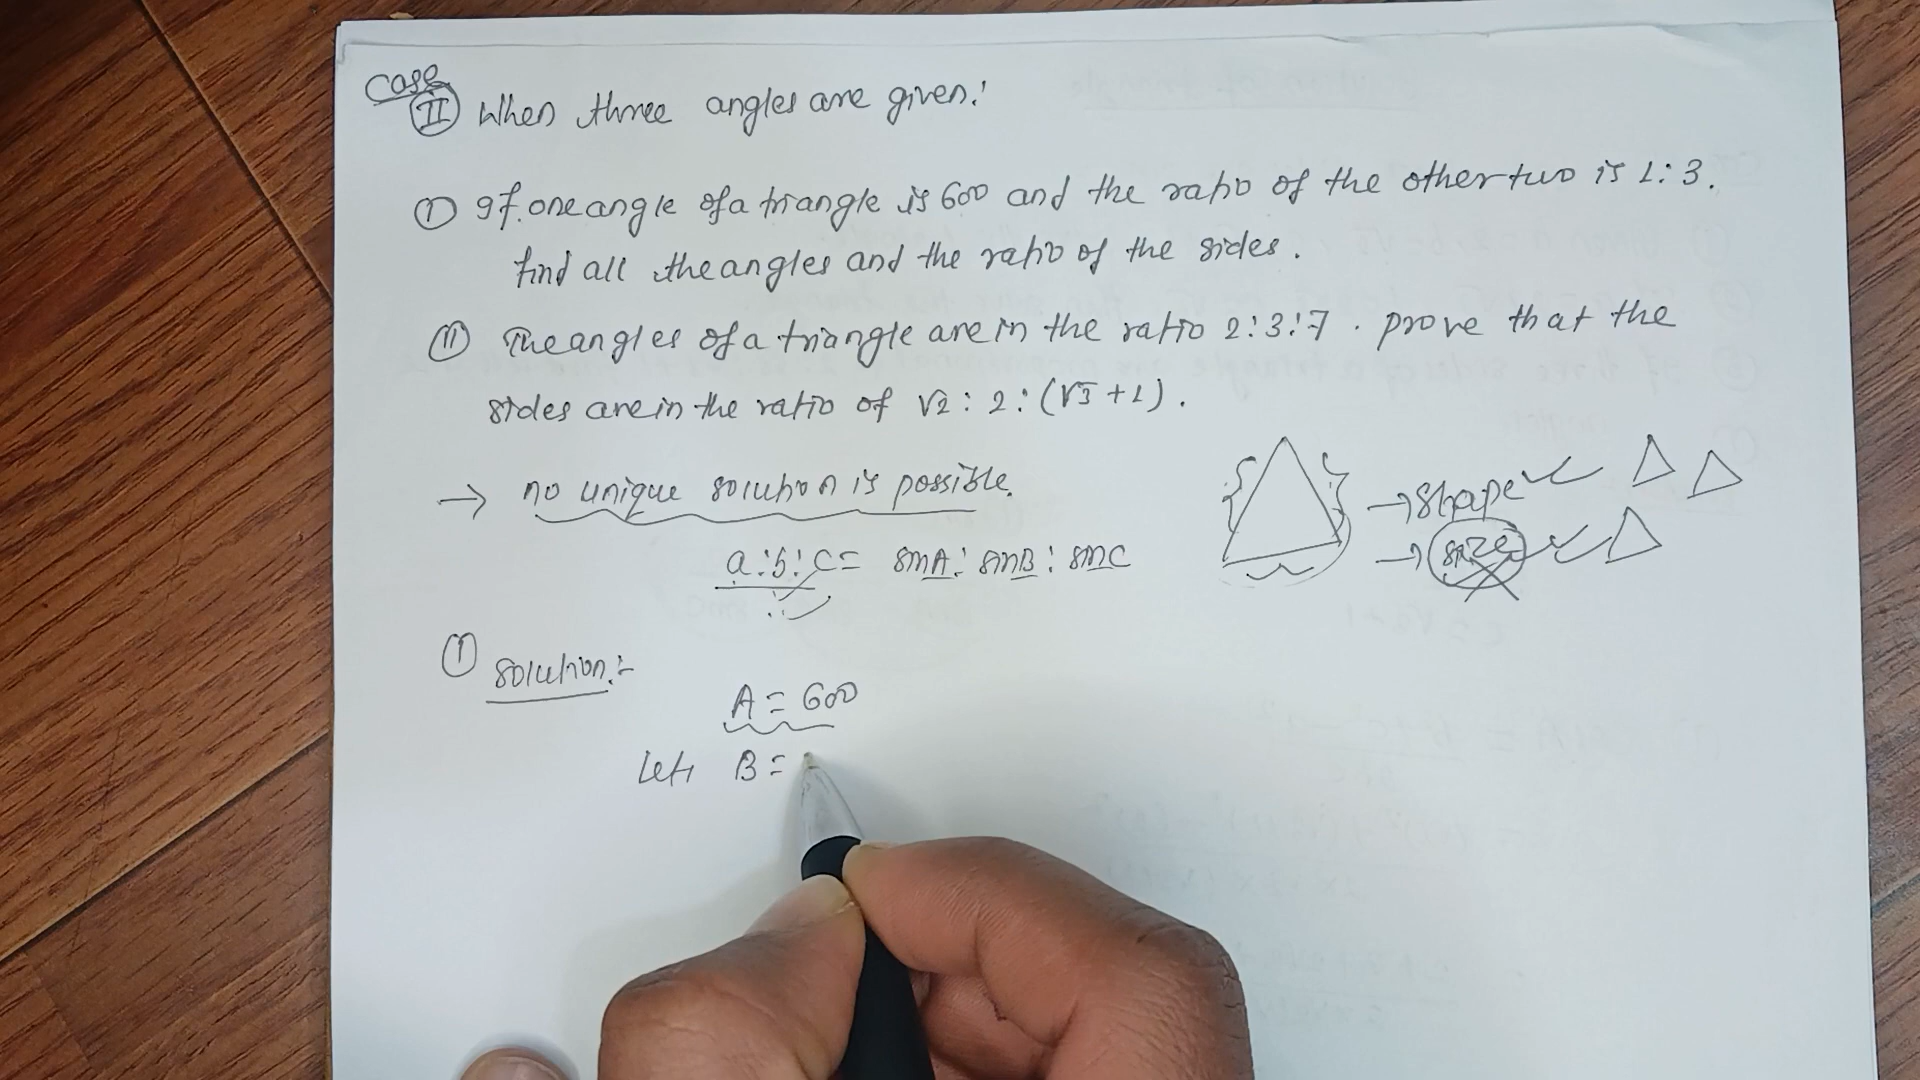 Case
II When three angles are given:
① If one angle of a triangle is 60° and the ratio of the other two is 1:3.
find all the angles and the ratio of the sides.
⑪ The angles of a triangle are in the ratio 2:3:7. prove that the
sides are in the ratio of √2 : 2 : (√3 + 1).
→ no unique solution is possible.
→ shape
→ size
a : b : c = sinA : sinB : sinC
① solution:-
A = 60°
Let, B =